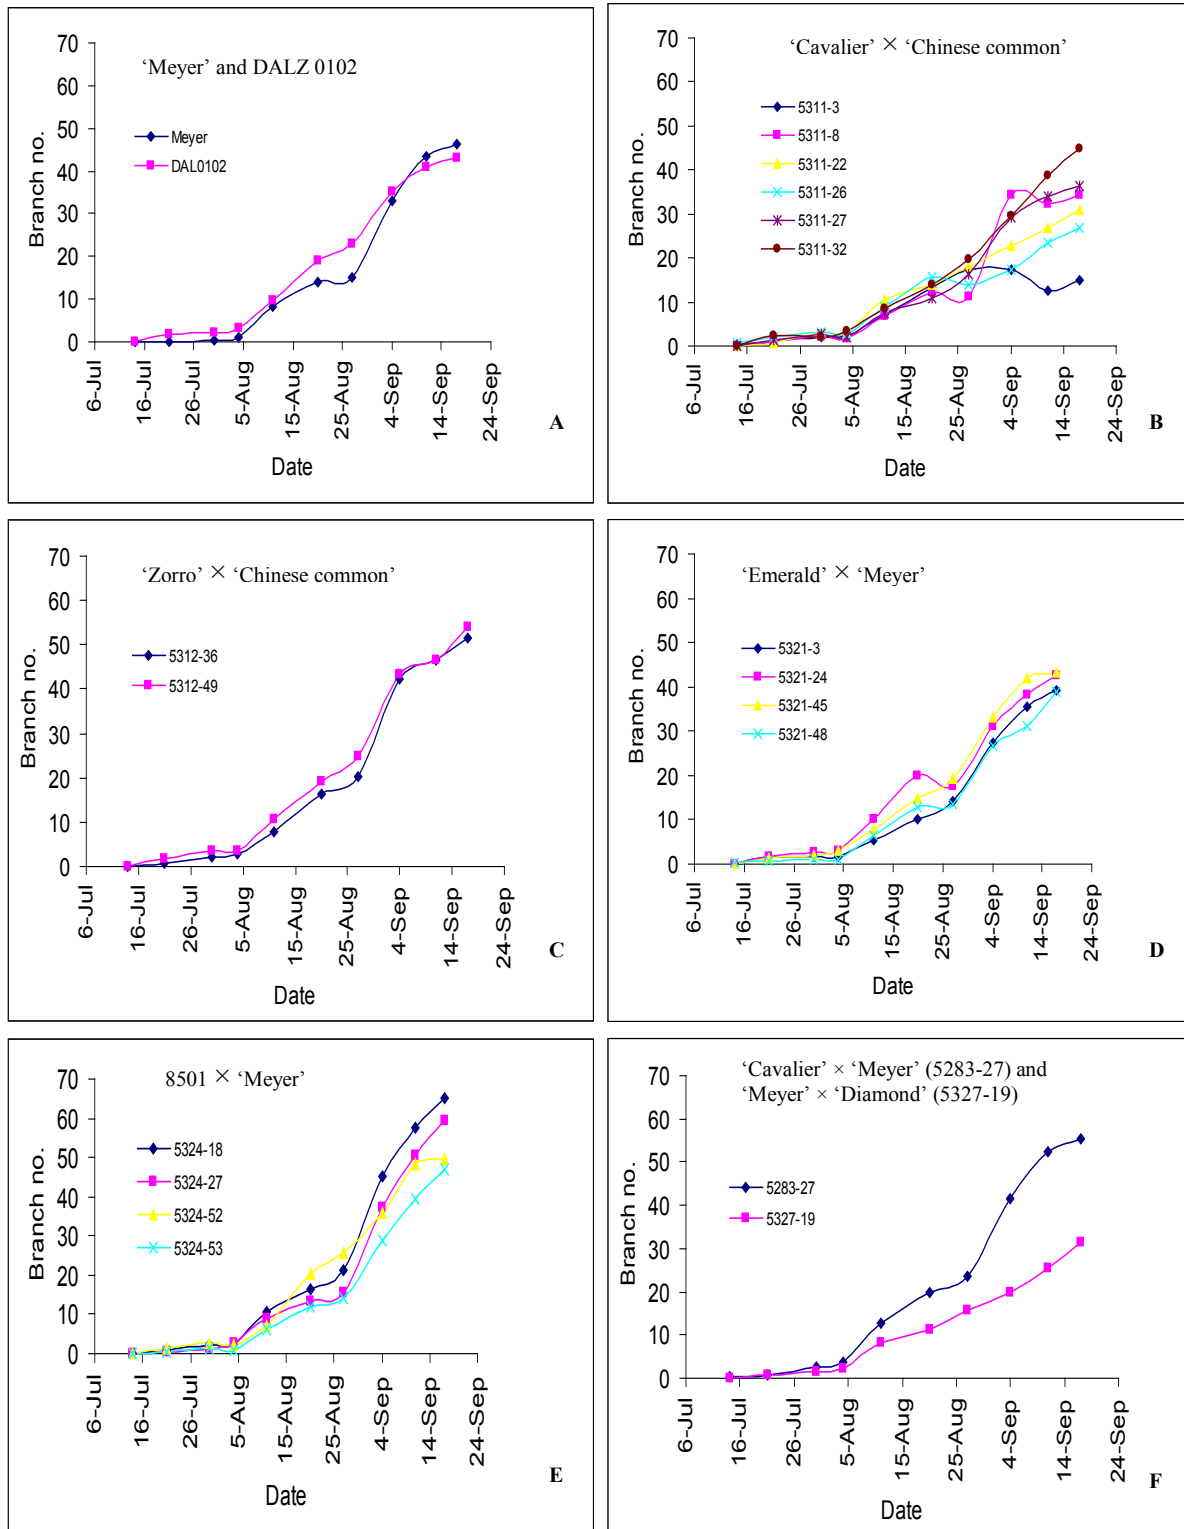 ‘Meyer’ and DALZ 0102
Meyer
DAL0102
70
60
50
40
30
20
10
0
Branch no.
6-Jul
16-Jul
26-Jul
5-Aug
15-Aug
25-Aug
4-Sep
14-Sep
24-Sep
Date
A
‘Cavalier’ × ‘Chinese common’
5311-3
5311-8
5311-22
5311-26
5311-27
5311-32
70
60
50
40
30
20
10
0
Branch no.
6-Jul
16-Jul
26-Jul
5-Aug
15-Aug
25-Aug
4-Sep
14-Sep
24-Sep
Date
B
‘Zorro’ × ‘Chinese common’
5312-36
5312-49
70
60
50
40
30
20
10
0
Branch no.
6-Jul
16-Jul
26-Jul
5-Aug
15-Aug
25-Aug
4-Sep
14-Sep
24-Sep
Date
C
‘Emerald’ × ‘Meyer’
5321-3
5321-24
5321-45
5321-48
70
60
50
40
30
20
10
0
Branch no.
6-Jul
16-Jul
26-Jul
5-Aug
15-Aug
25-Aug
4-Sep
14-Sep
24-Sep
Date
D
8501 × ‘Meyer’
5324-18
5324-27
5324-52
5324-53
70
60
50
40
30
20
10
0
Branch no.
6-Jul
16-Jul
26-Jul
5-Aug
15-Aug
25-Aug
4-Sep
14-Sep
24-Sep
Date
E
‘Cavalier’ × ‘Meyer’ (5283-27) and
‘Meyer’ × ‘Diamond’ (5327-19)
5283-27
5327-19
70
60
50
40
30
20
10
0
Branch no.
6-Jul
16-Jul
26-Jul
5-Aug
15-Aug
25-Aug
4-Sep
14-Sep
24-Sep
Date
F